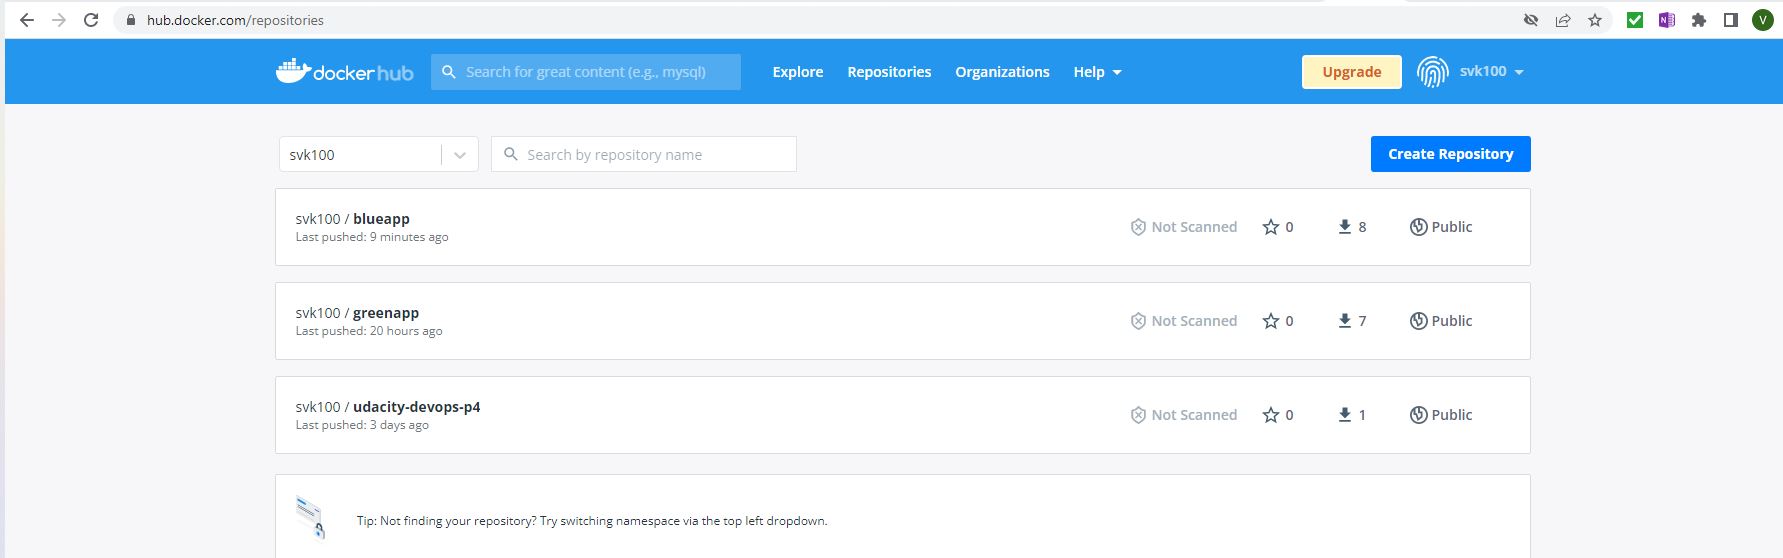 hub.docker.com/repositories
V
docker hub
Search for great content (e.g., mysql)
Explore
Repositories
Organizations
Help
Upgrade
svk100
svk100
Search by repository name
Create Repository
svk100 / blueapp
Last pushed: 9 minutes ago
Not Scanned
0
8
Public
svk100 / greenapp
Last pushed: 20 hours ago
Not Scanned
0
7
Public
svk100 / udacity-devops-p4
Last pushed: 3 days ago
Not Scanned
0
1
Public
Tip: Not finding your repository? Try switching namespace via the top left dropdown.